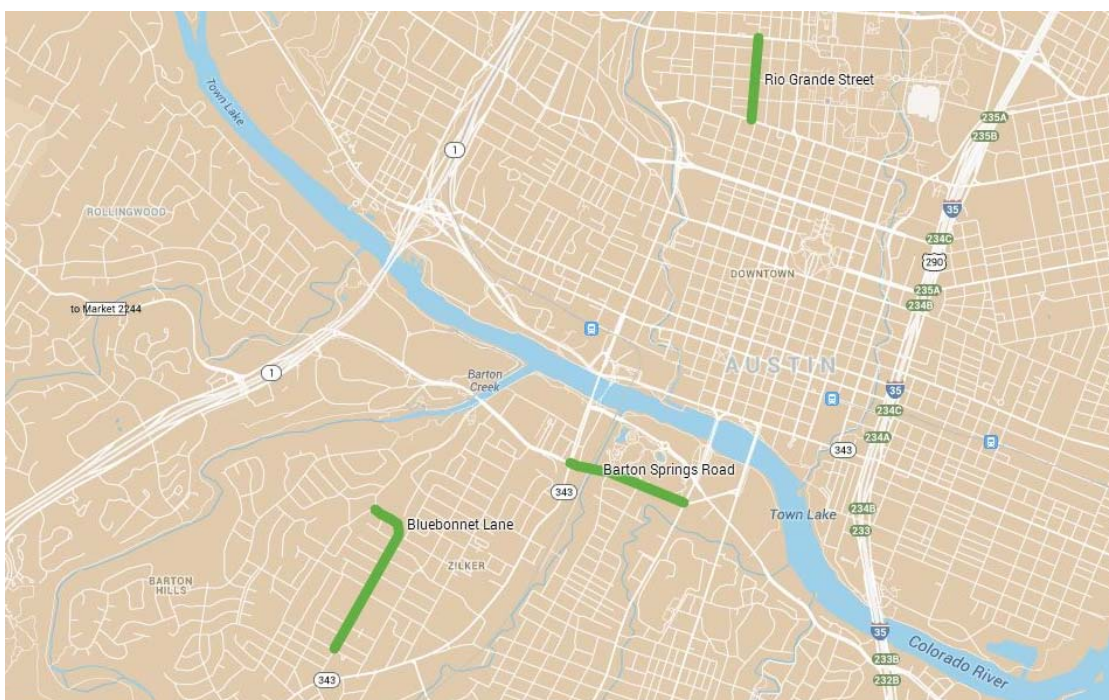 Rio Grande Street
Town Lake
235A
235B
1
ROLLINGWOOD
35
234C
290
DOWNTOWN
to Market 2244
235A
234B
AUSTIN
1
Barton
Creek
35
234C
234A
343
Barton Springs Road
343
Town Lake
234B
233
Bluebonnet Lane
ZILKER
BARTON
HILLS
35
Colorado River
233B
232B
343